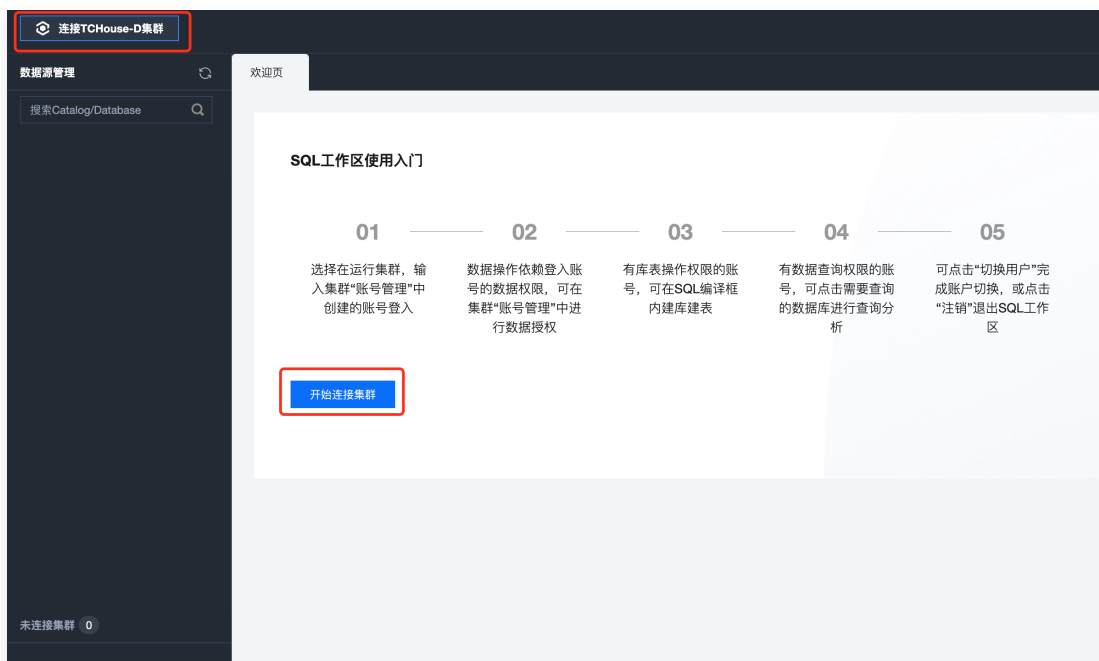 连接TCHouse-D集群
数据源管理
欢迎页
搜索Catalog/Database
SQL工作区使用入门
01
02
03
04
05
选择在运行集群，输
入集群“账号管理”中
创建的账号登入
数据操作依赖登入账
号的数据权限，可在
集群“账号管理”中进
行数据授权
有库表操作权限的账
号，可在SQL编译框
内建库建表
有数据查询权限的账
号，可点击需要查询
的数据库进行查询分
析
可点击“切换用户”完
成账户切换，或点击
“注销”退出SQL工作
区
开始连接集群
未连接集群 0